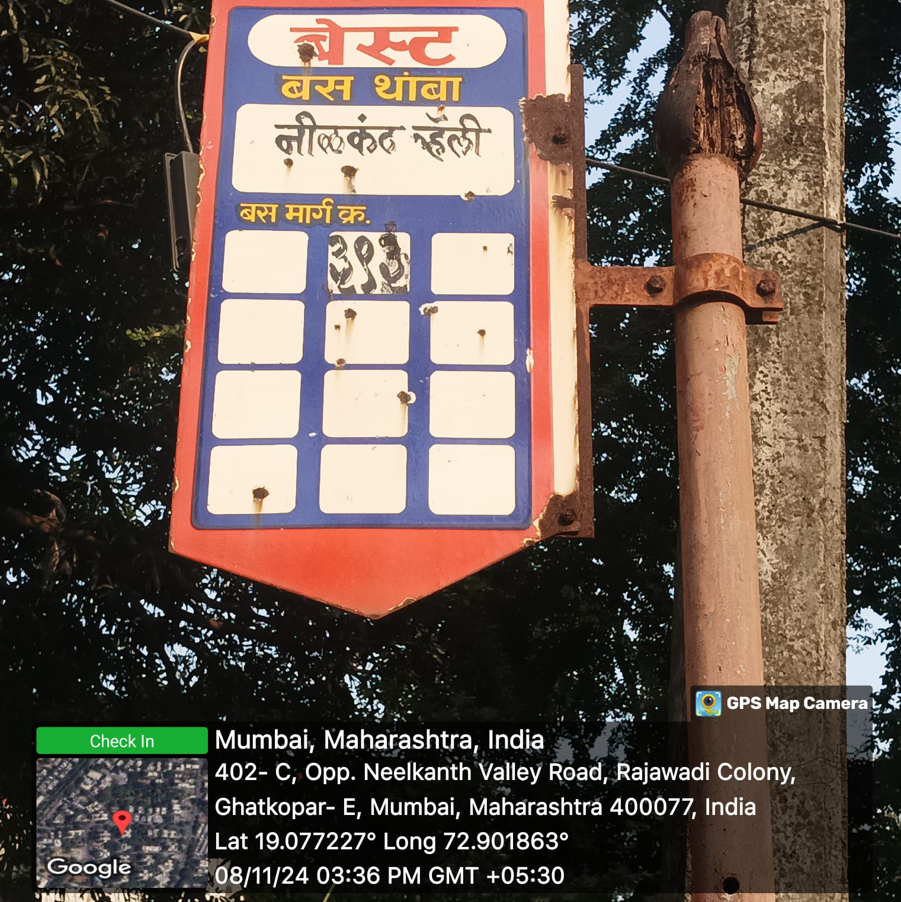 बेस्ट
बस थांबा
नीळकंठ व्हॅली
बस मार्ग क्र.
३१३
GPS Map Camera
Check In
Mumbai, Maharashtra, India
402- C, Opp. Neelkanth Valley Road, Rajawadi Colony,
Ghatkopar- E, Mumbai, Maharashtra 400077, India
Lat 19.077227° Long 72.901863°
08/11/24 03:36 PM GMT +05:30
Google